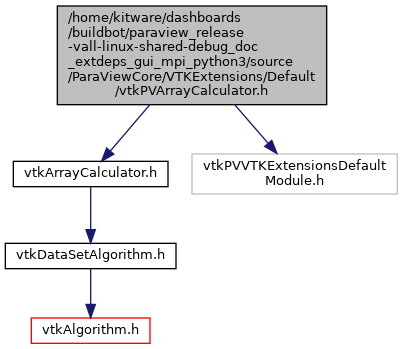 /home/kitware/dashboards
/buildbot/paraview_release
-vall-linux-shared-debug_doc
_extdeps_gui_mpi_python3/source
/ParaViewCore/VTKExtensions/Default
/vtkPVArrayCalculator.h
vtkArrayCalculator.h
vtkPVVTKExtensionsDefault
Module.h
vtkDataSetAlgorithm.h
vtkAlgorithm.h